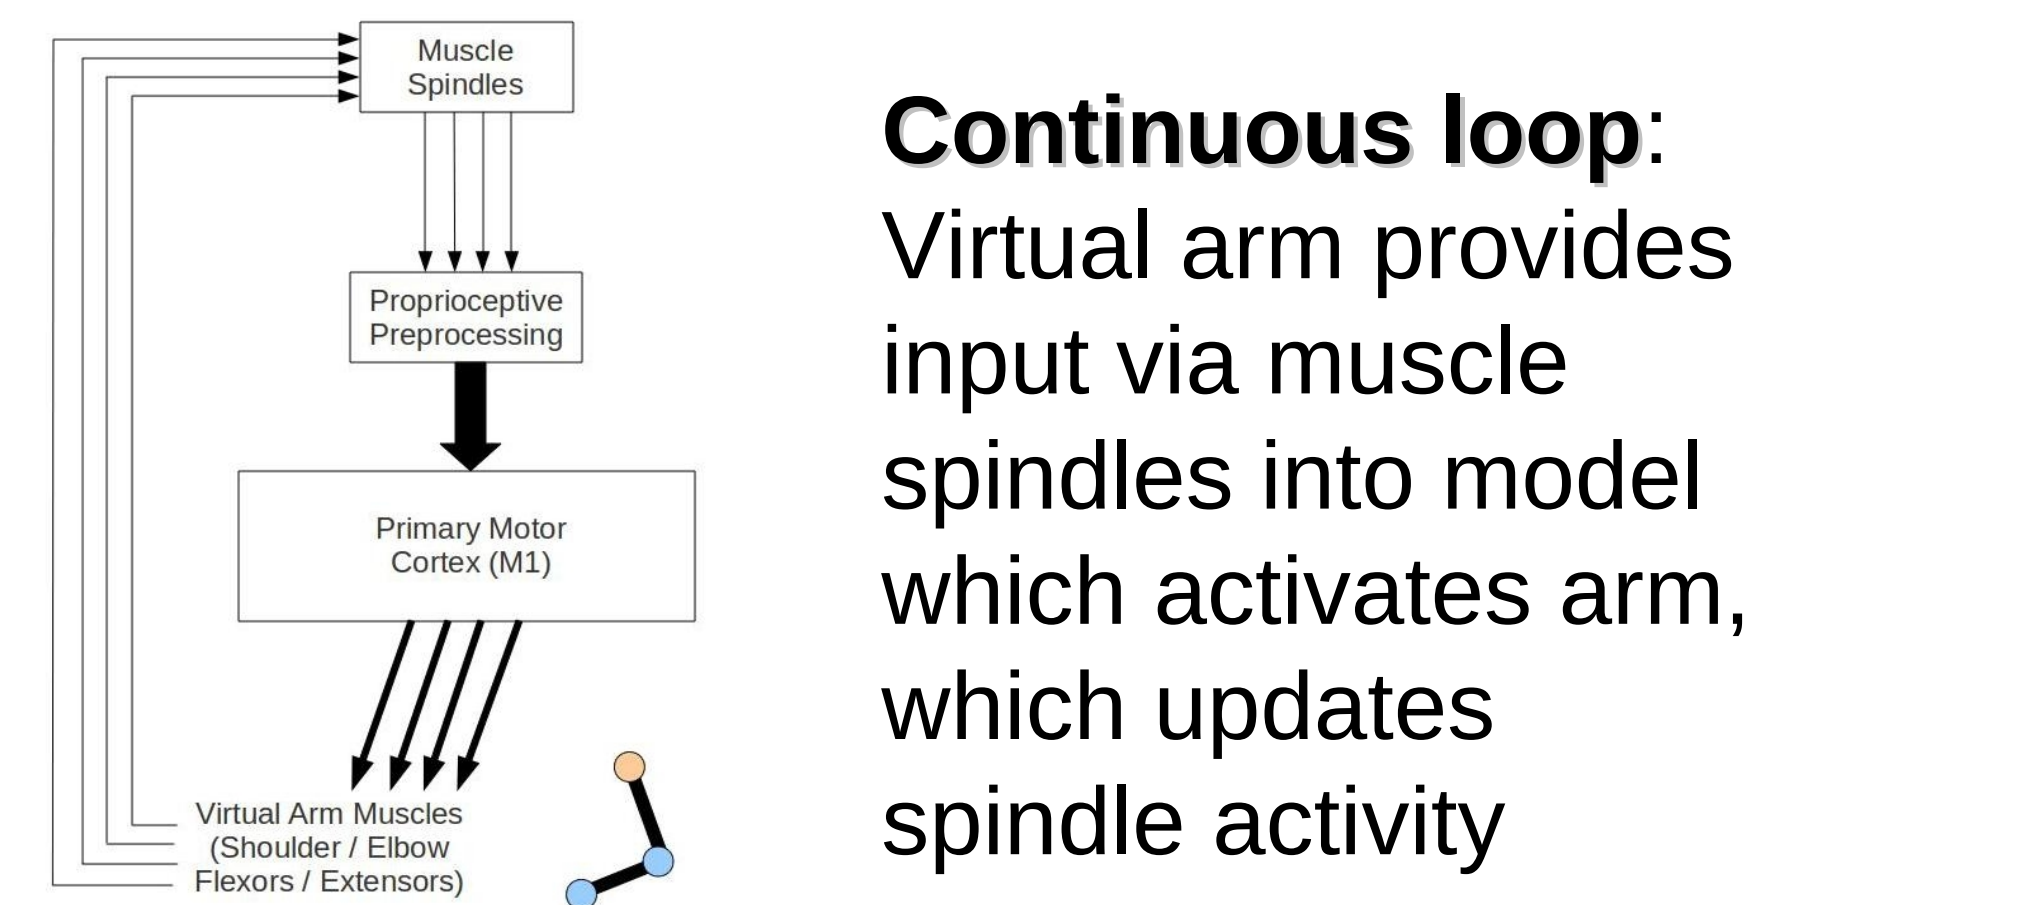 Muscle
Spindles
Proprioceptive
Preprocessing
Primary Motor
Cortex (M1)
Virtual Arm Muscles
(Shoulder / Elbow
Flexors / Extensors)
Continuous loop:
Virtual arm provides
input via muscle
spindles into model
which activates arm,
which updates
spindle activity